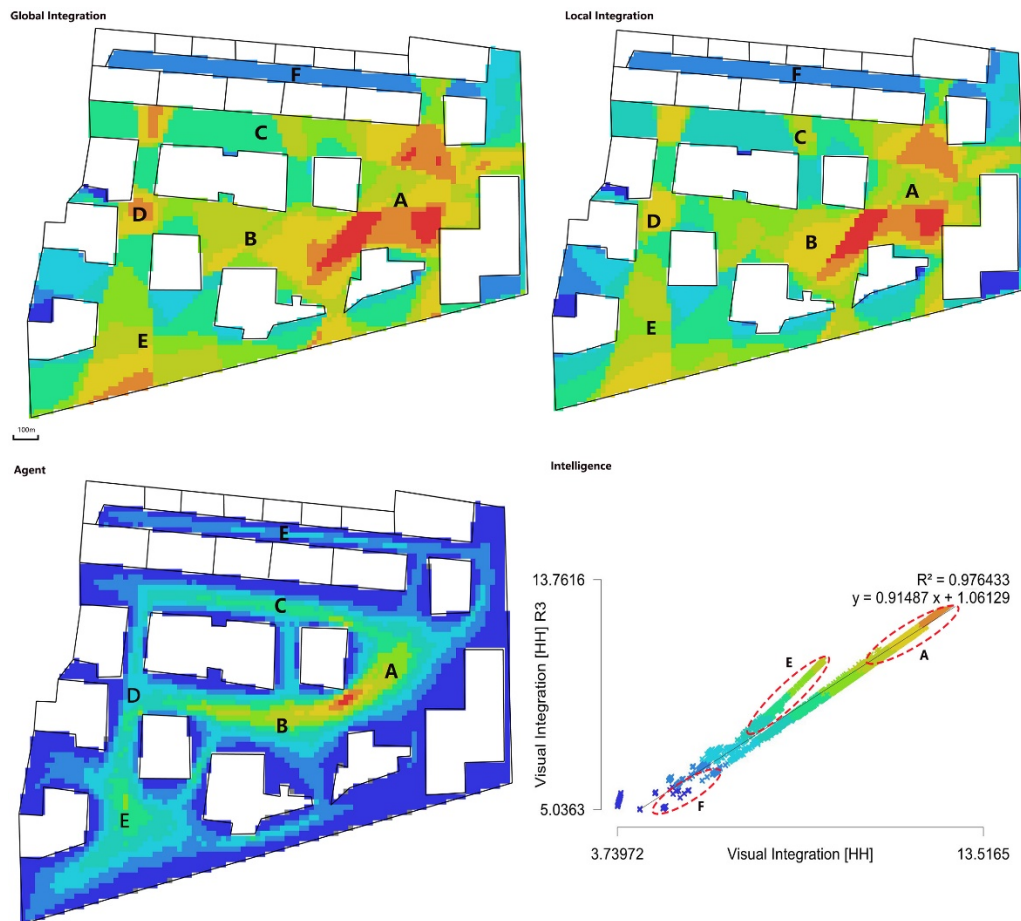 Global Integration
F
C
A
D
B
E
100m
Local Integration
F
C
A
D
B
E
Agent
E
C
A
D
B
E
Intelligence
13.7616
R² = 0.976433
y = 0.91487 x + 1.06129
E
A
Visual Integration [HH] R3
F
5.0363
3.73972
Visual Integration [HH]
13.5165